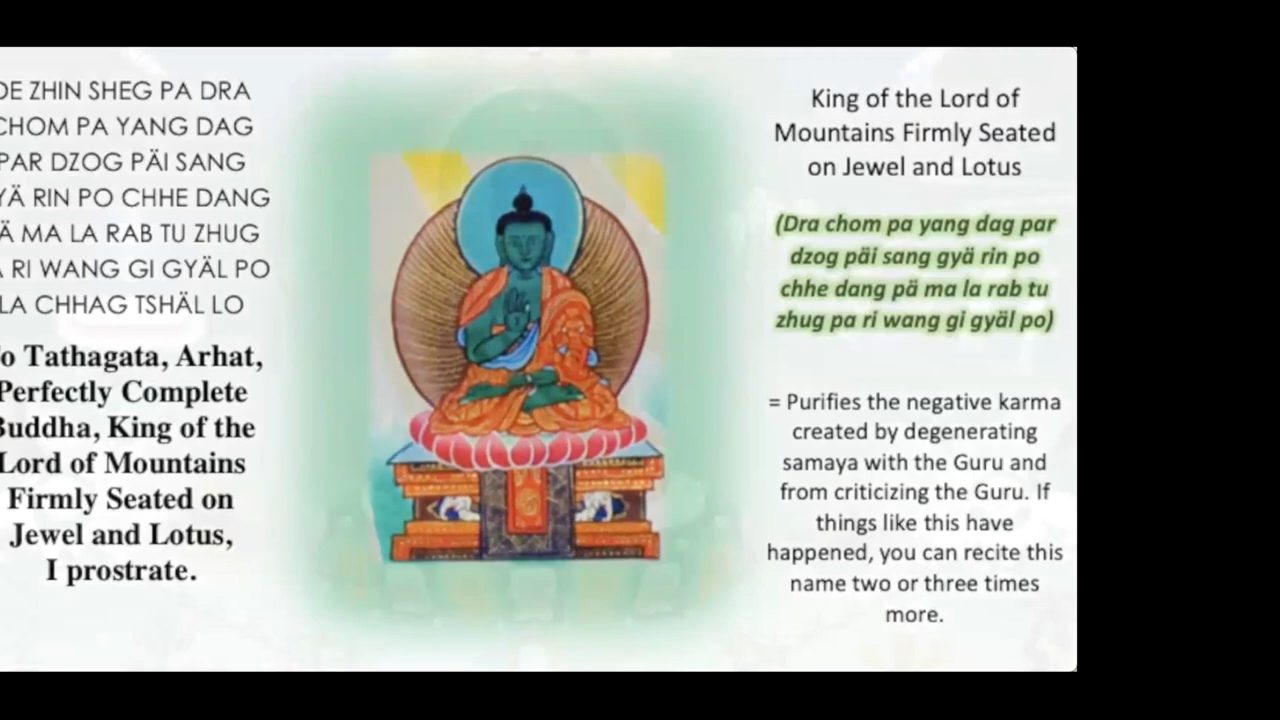 DE ZHIN SHEG PA DRA
CHOM PA YANG DAG
PAR DZOG PÄI SANG
YÄ RIN PO CHHE DANG
Ä MA LA RAB TU ZHUG
A RI WANG GI GYÄL PO
LA CHHAG TSHÄL LO
o Tathagata, Arhat,
Perfectly Complete
Buddha, King of the
Lord of Mountains
Firmly Seated on
Jewel and Lotus,
I prostrate.
King of the Lord of
Mountains Firmly Seated
on Jewel and Lotus
(Dra chom pa yang dag par
dzog päi sang gyä rin po
chhe dang pä ma la rab tu
zhug pa ri wang gi gyäl po)
= Purifies the negative karma
created by degenerating
samaya with the Guru and
from criticizing the Guru. If
things like this have
happened, you can recite this
name two or three times
more.